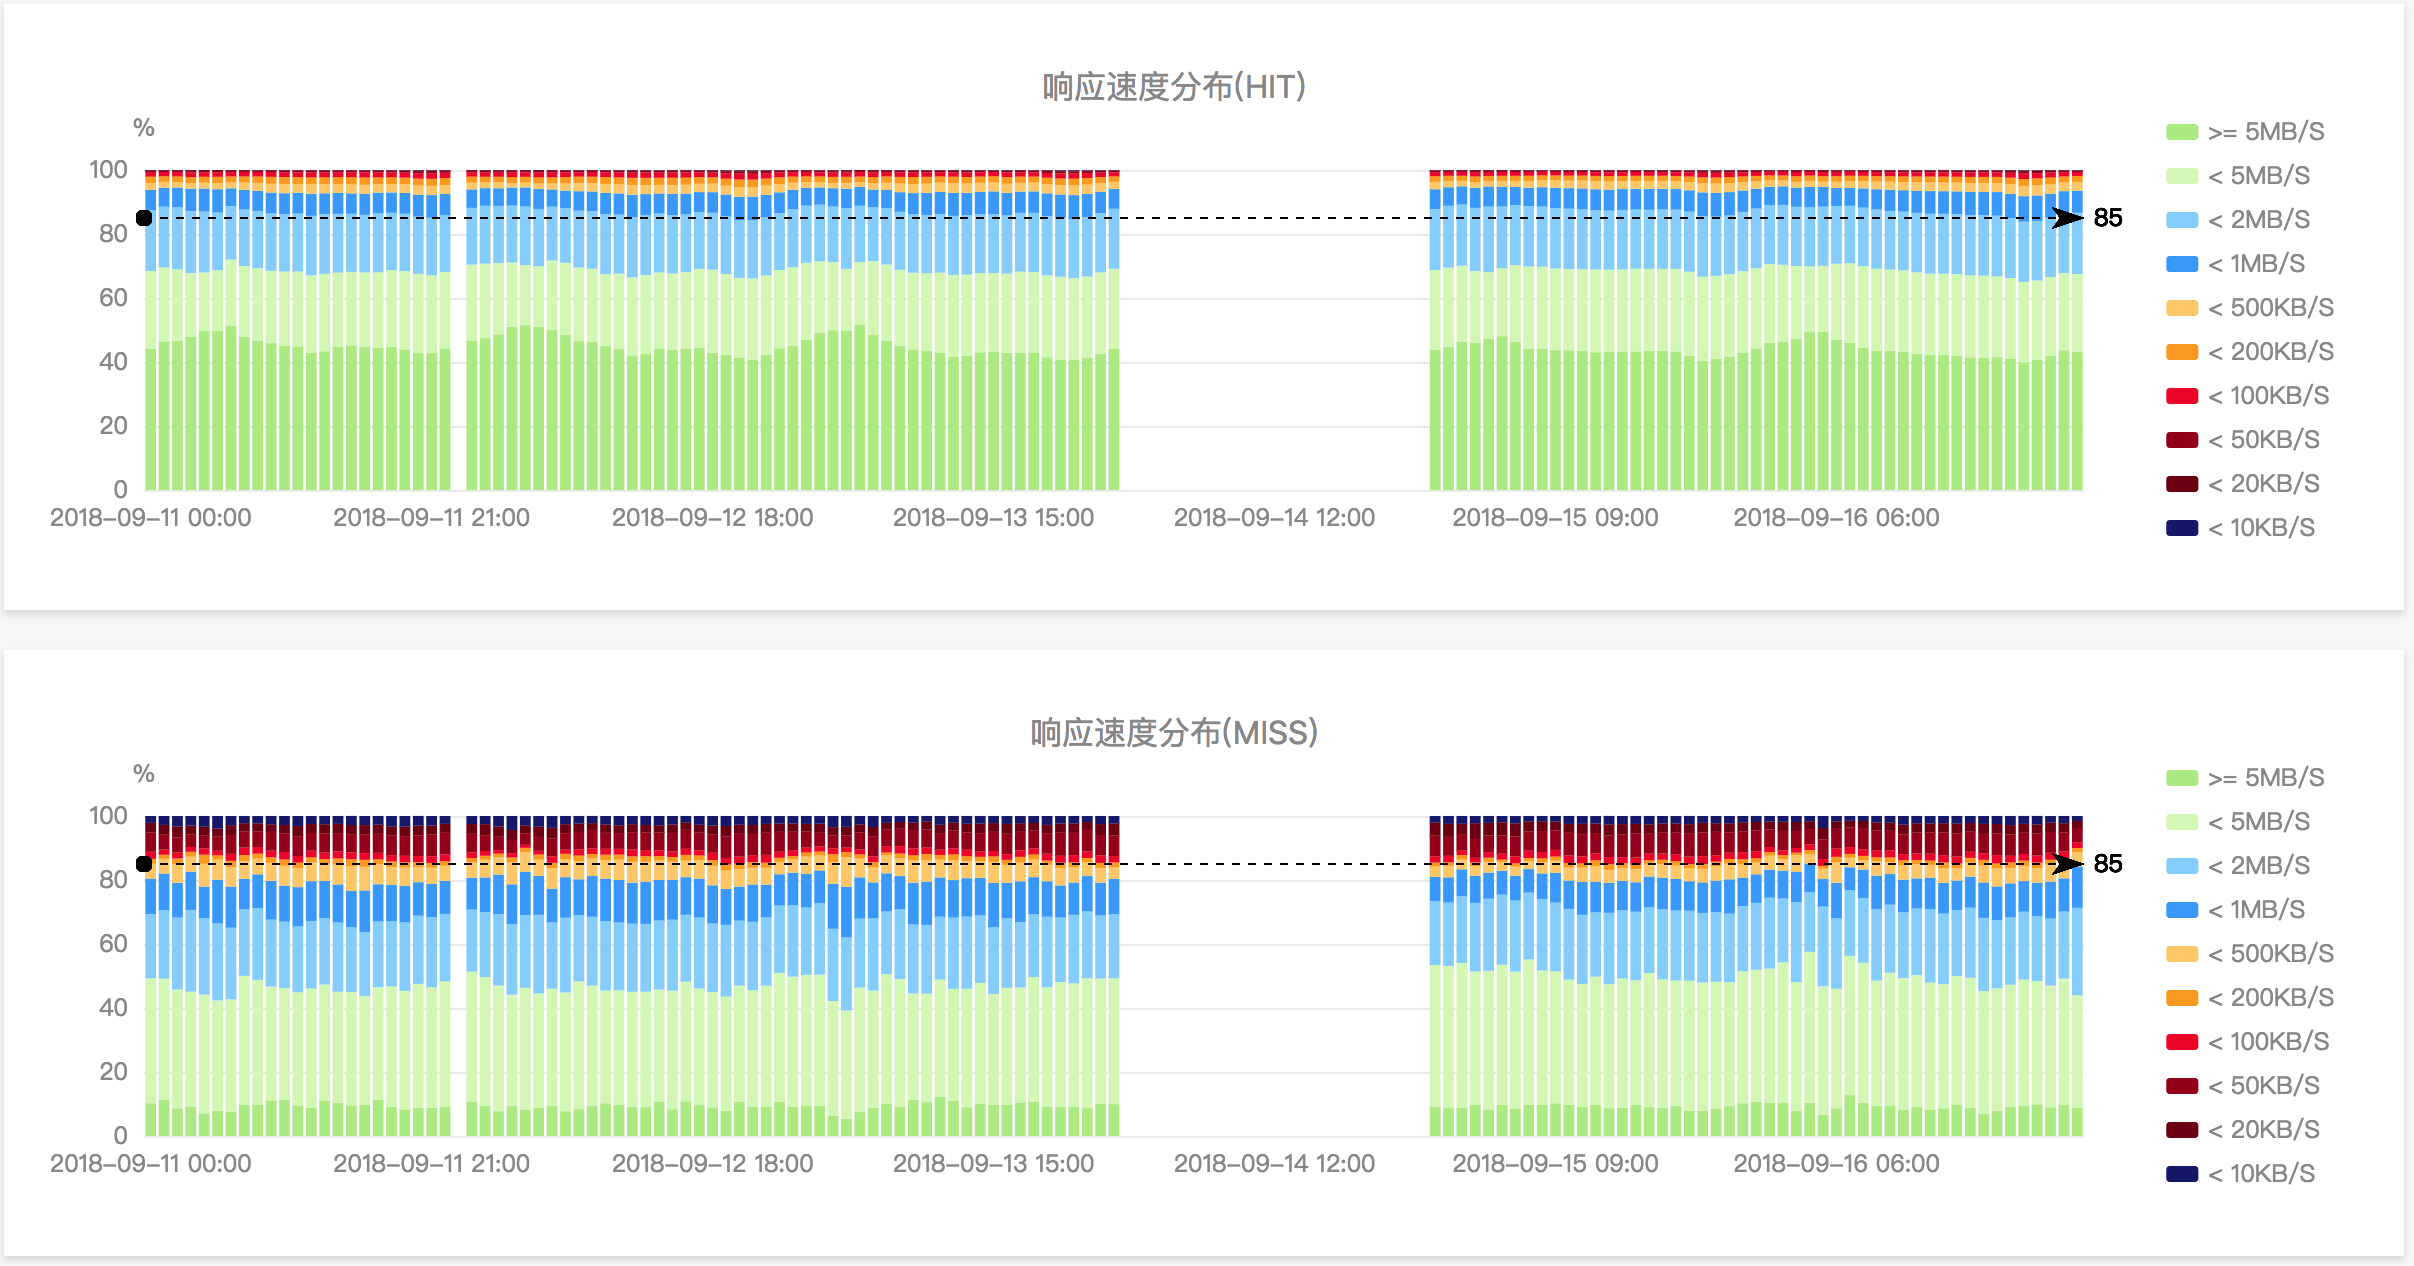 响应速度分布(HIT)
%
100
80
60
40
20
0
85
2018-09-11 00:00
2018-09-11 21:00
2018-09-12 18:00
2018-09-13 15:00
2018-09-14 12:00
2018-09-15 09:00
2018-09-16 06:00
>= 5MB/S
< 5MB/S
< 2MB/S
< 1MB/S
< 500KB/S
< 200KB/S
< 100KB/S
< 50KB/S
< 20KB/S
< 10KB/S
响应速度分布(MISS)
%
100
80
60
40
20
0
85
2018-09-11 00:00
2018-09-11 21:00
2018-09-12 18:00
2018-09-13 15:00
2018-09-14 12:00
2018-09-15 09:00
2018-09-16 06:00
>= 5MB/S
< 5MB/S
< 2MB/S
< 1MB/S
< 500KB/S
< 200KB/S
< 100KB/S
< 50KB/S
< 20KB/S
< 10KB/S